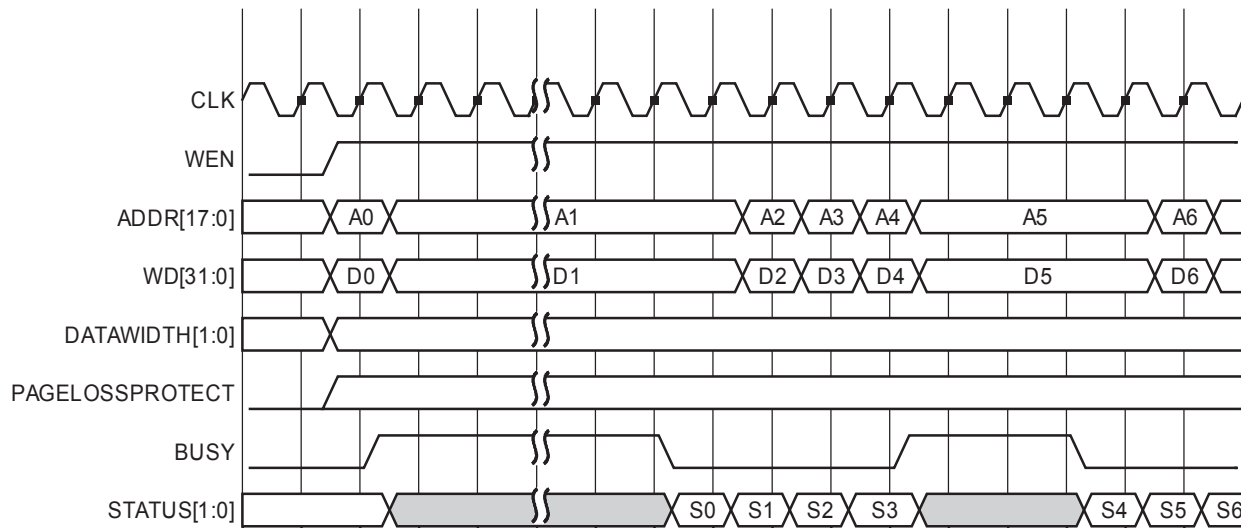 CLK
WEN
ADDR[17:0] A0 A1 A2 A3 A4 A5 A6
WD[31:0] D0 D1 D2 D3 D4 D5 D6
DATAWIDTH[1:0]
PAGELOSSPROTECT
BUSY
STATUS[1:0] S0 S1 S2 S3 S4 S5 S6